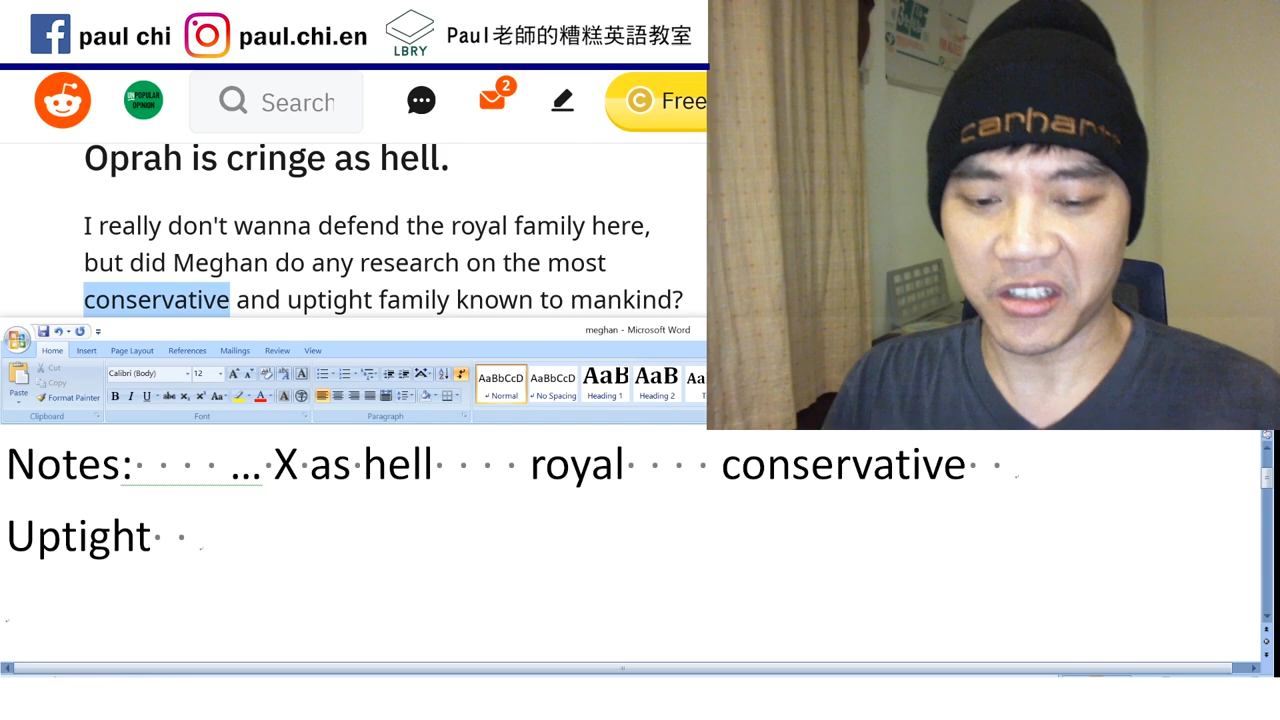 paul chi paul.chi.en LBRY Paul老師的糟糕英語教室
UNPOPULAR OPINION Search 2 Free
Oprah is cringe as hell.
I really don't wanna defend the royal family here,
but did Meghan do any research on the most
conservative and uptight family known to mankind?
meghan - Microsoft Word
Home Insert Page Layout References Mailings Review View
Paste Cut Copy Format Painter
Clipboard
Calibri (Body) 12
Font
Paragraph
AaBbCcD AaBbCcD AaBb AaB Aa
Normal No Spacing Heading 1 Heading 2 T
carhartt
Notes: ... X as hell royal conservative
Uptight